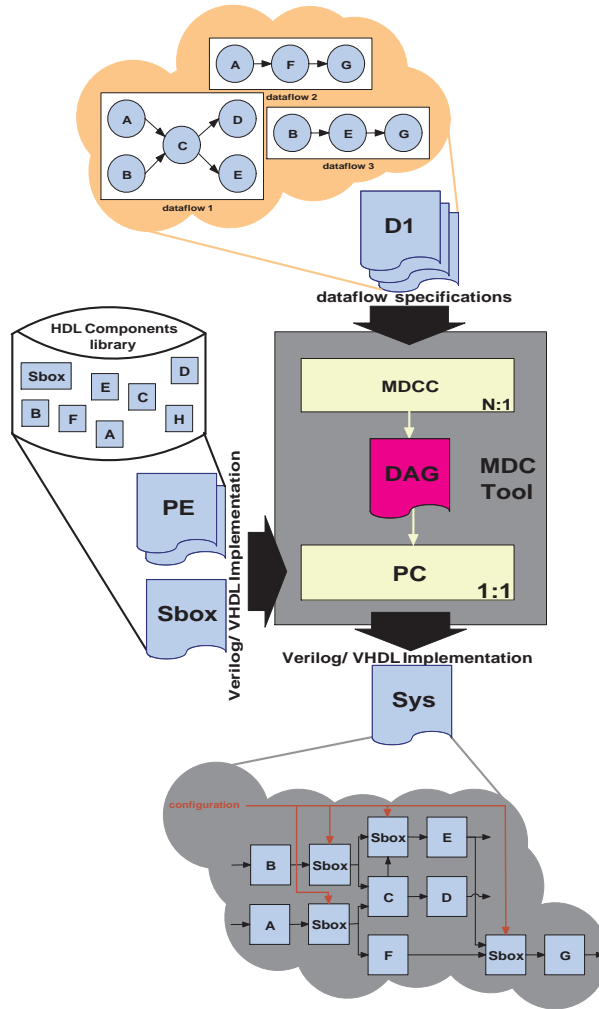 A
F
G
dataflow 2
A
D
C
B
E
dataflow 1
B
E
G
dataflow 3
D1
dataflow specifications
HDL Components
library
Sbox
E
D
C
B
F
A
H
MDCC
N:1
DAG
MDC
Tool
PC
1:1
PE
Sbox
Verilog/ VHDL Implementation
Verilog/ VHDL Implementation
Sys
configuration
B
Sbox
Sbox
E
C
D
A
Sbox
F
Sbox
G